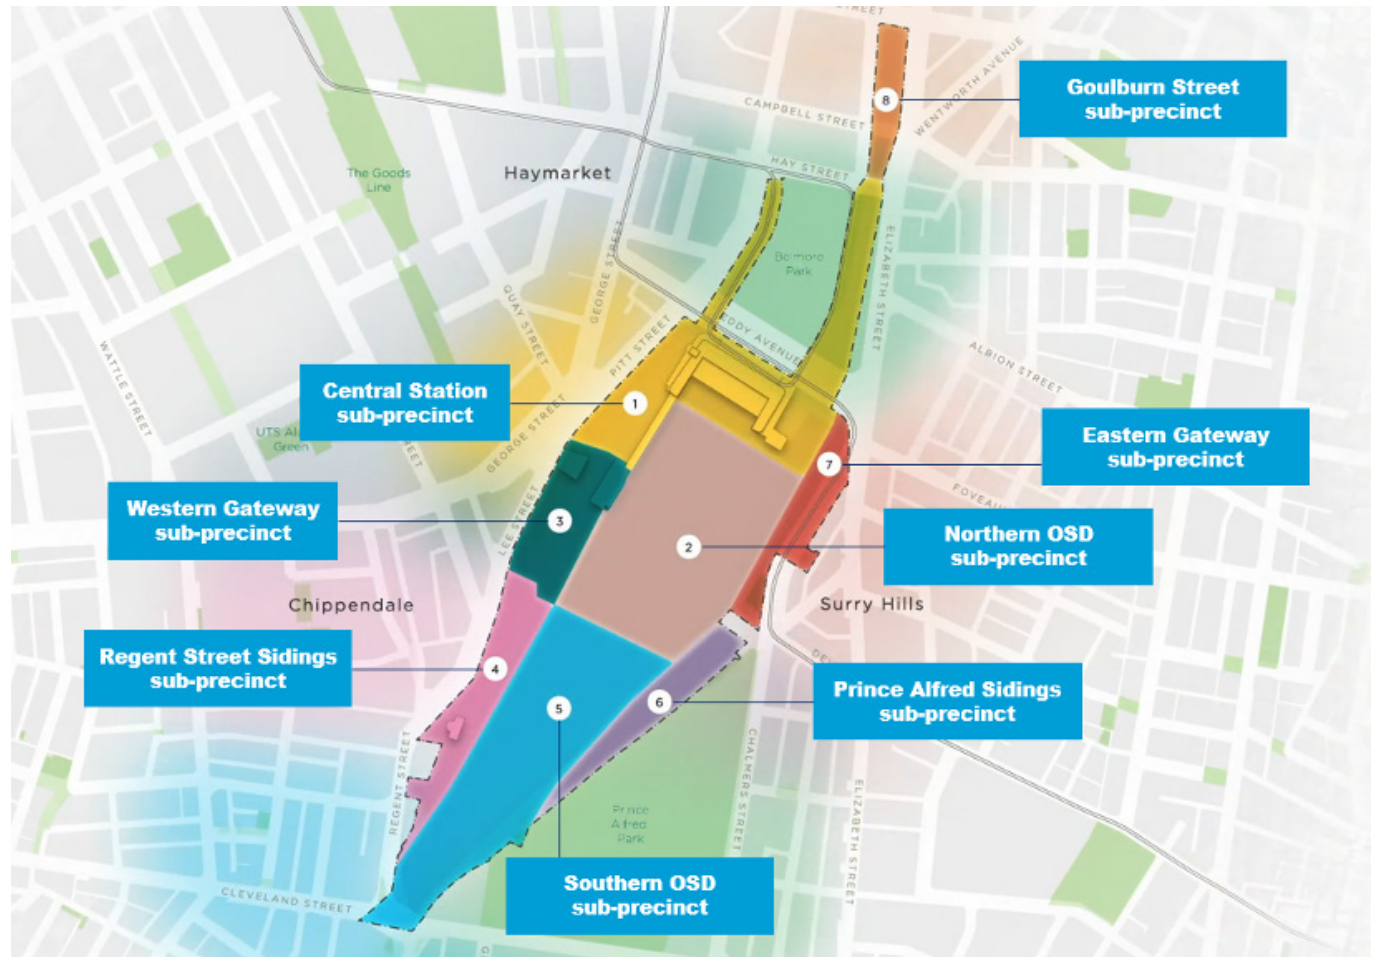 STREET
Goulburn Street
sub-precinct
8
WENTWORTH AVENUE
CAMPBELL STREET
HAY STREET
The Goods
Line
Haymarket
GEORGE STREET
ELIZABETH STREET
Belmore
Park
QUAY STREET
PITT STREET
EDDY AVENUE
WATTLE STREET
ALBION STREET
Central Station
sub-precinct
1
GEORGE STREET
UTS
Green
STREET
Eastern Gateway
sub-precinct
7
Western Gateway
sub-precinct
3
LEE STREET
Northern OSD
sub-precinct
2
Chippendale
Surry Hills
Regent Street Sidings
sub-precinct
4
Prince Alfred Sidings
sub-precinct
6
5
REGENT STREET
CHALMERS STREET
ELIZABETH STREET
Prince
Alfred
Park
Southern OSD
sub-precinct
CLEVELAND STREET